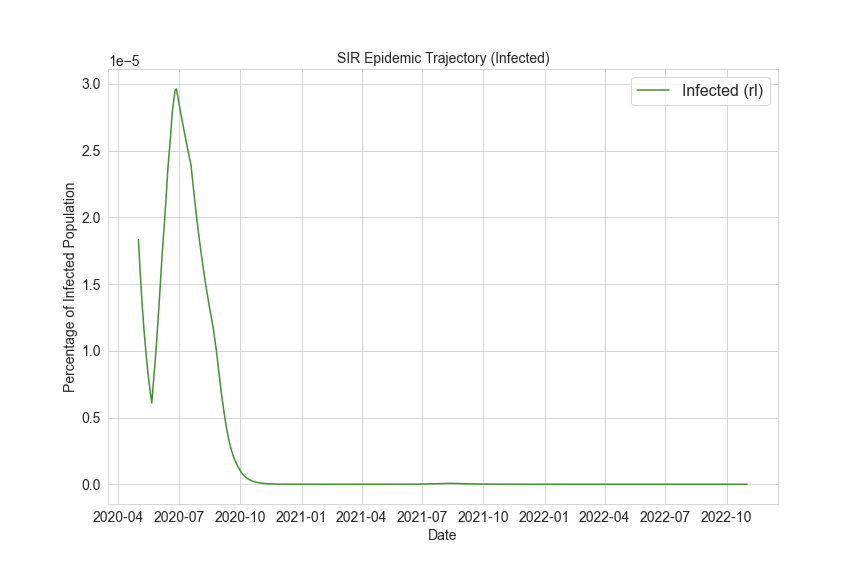 SIR Epidemic Trajectory (Infected)
1e−5
Infected (rI)
3.0
2.5
2.0
1.5
1.0
0.5
0.0
Percentage of Infected Population
2020-04 2020-07 2020-10 2021-01 2021-04 2021-07 2021-10 2022-01 2022-04 2022-07 2022-10
Date